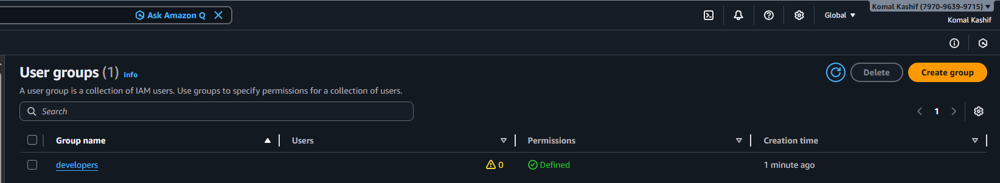 Ask Amazon Q
Global
Komal Kashif (7970-9639-9715)
Komal Kashif
User groups (1) Info
Delete
Create group
A user group is a collection of IAM users. Use groups to specify permissions for a collection of users.
Search
1
Group name Users Permissions Creation time
developers 0 Defined 1 minute ago